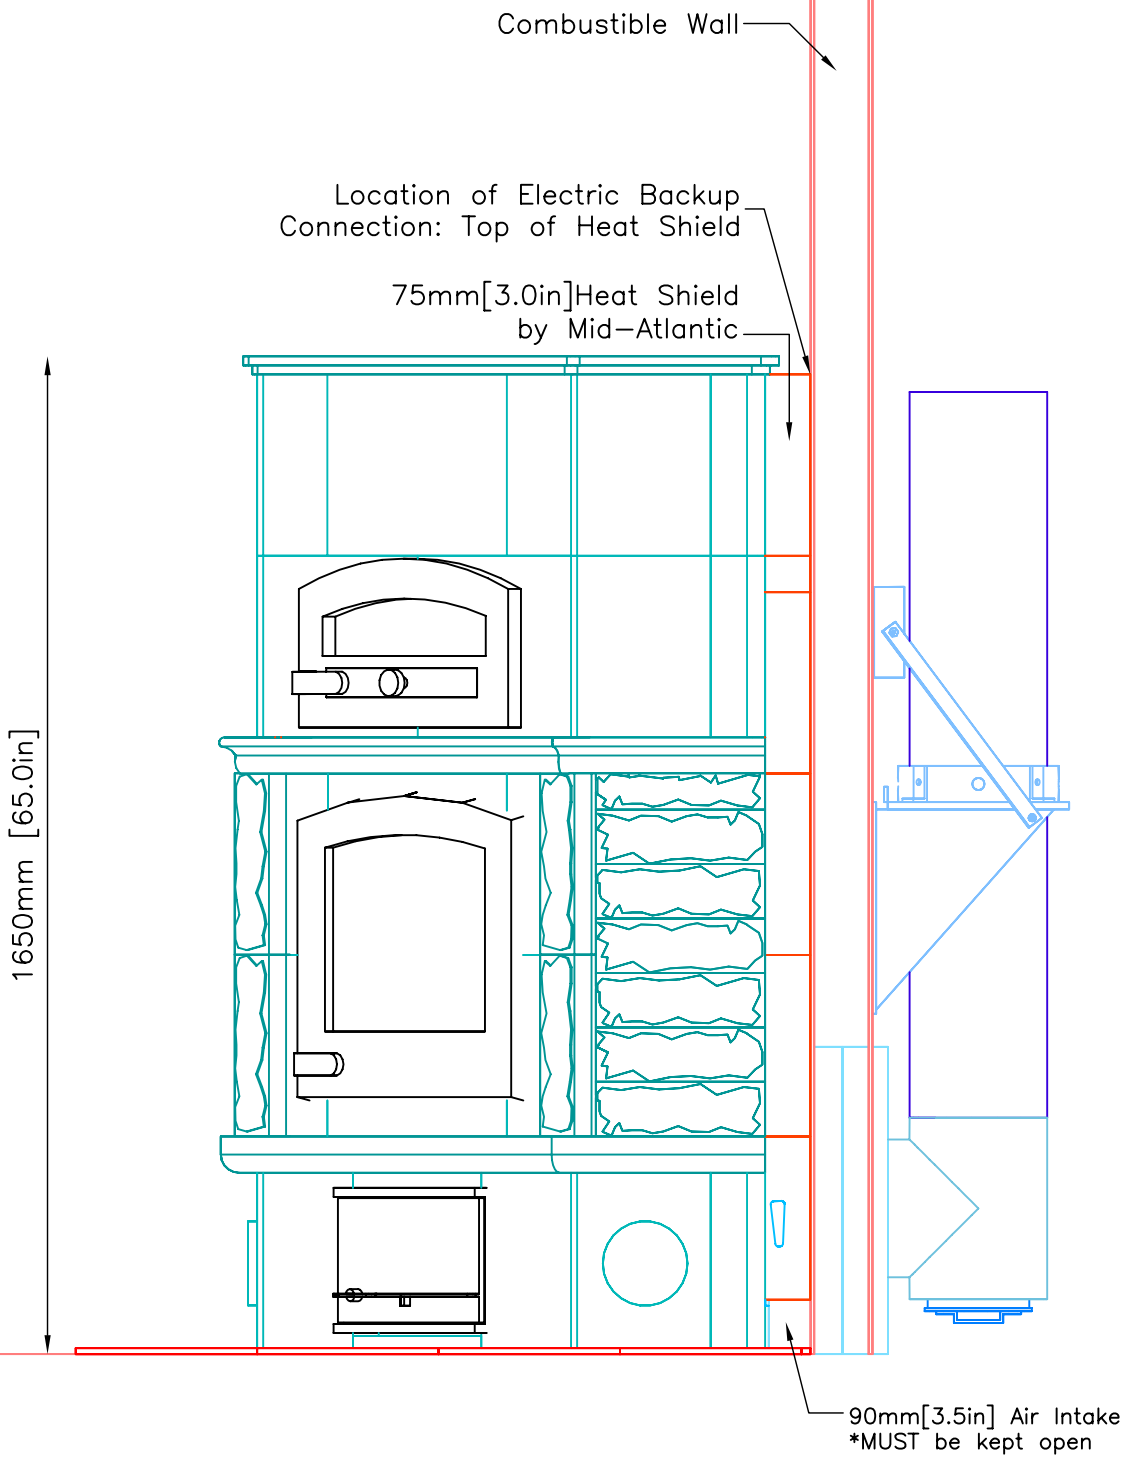 Combustible Wall
Location of Electric Backup
Connection: Top of Heat Shield
75mm[3.0in]Heat Shield
by Mid-Atlantic
1650mm [65.0in]
90mm[3.5in] Air Intake
*MUST be kept open